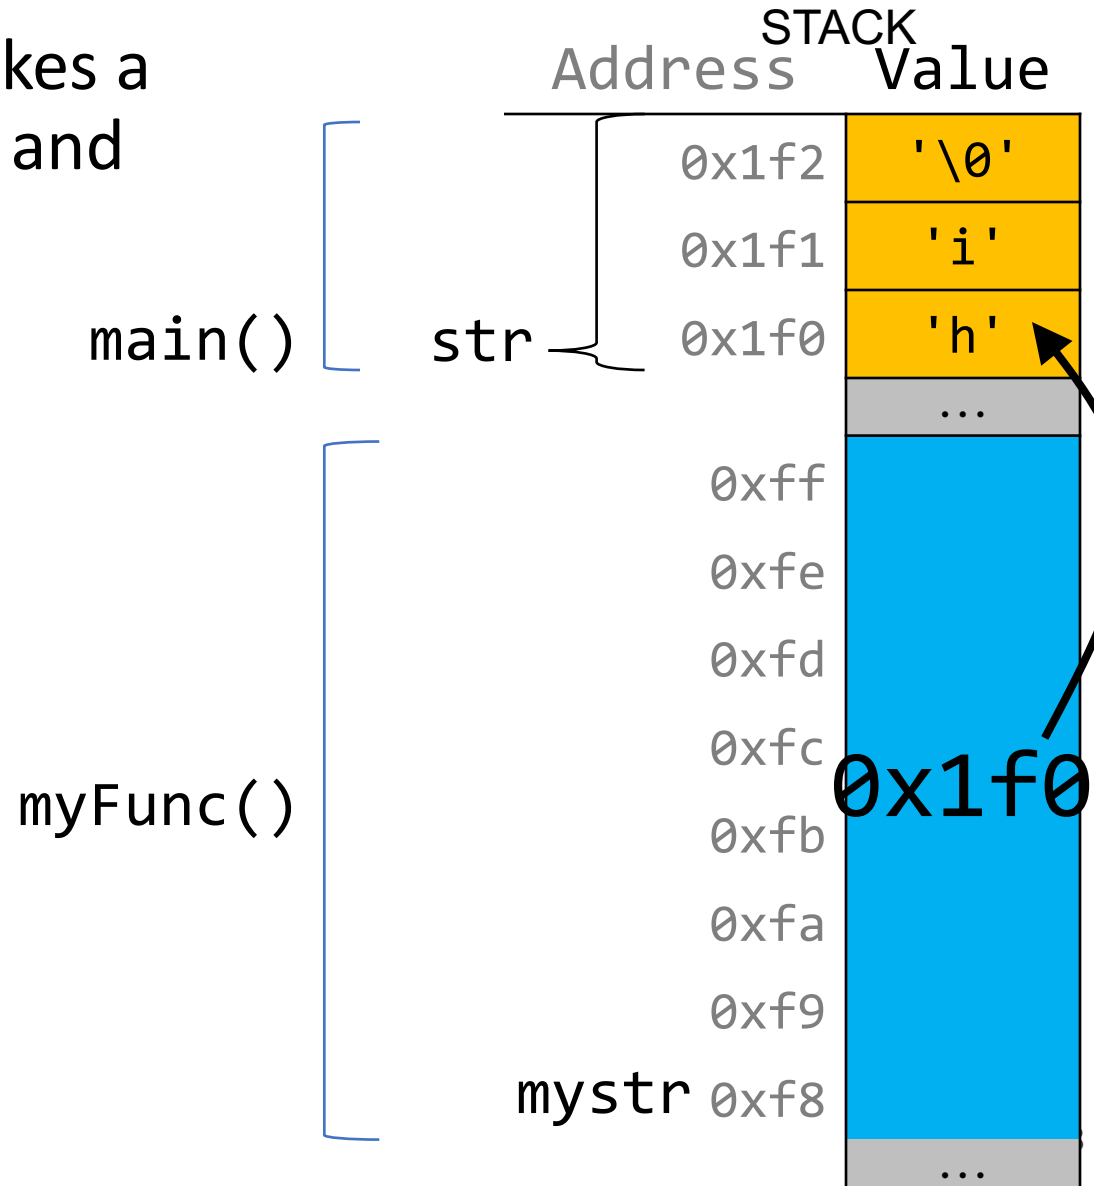 kes a
and
STACK
Address Value
0x1f2 '\0'
0x1f1 'i'
main() str 0x1f0 'h'
...
0xff
0xfe
0xfd
0xfc
0x1f0
myFunc()
0xfb
0xfa
0xf9
mystr 0xf8
...